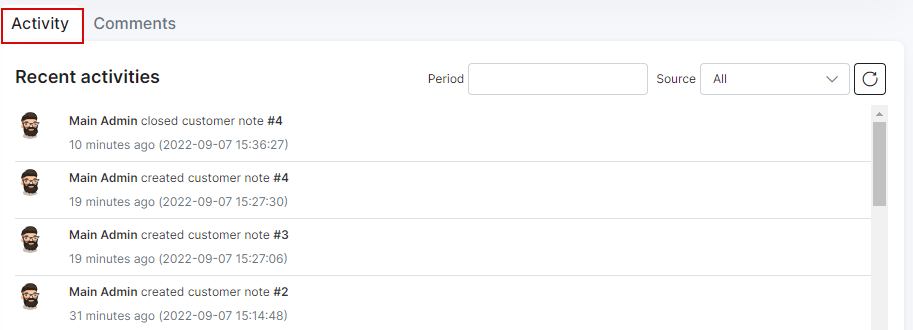 Activity Comments
Recent activities Period Source All
Main Admin closed customer note #4
10 minutes ago (2022-09-07 15:36:27)
Main Admin created customer note #4
19 minutes ago (2022-09-07 15:27:30)
Main Admin created customer note #3
19 minutes ago (2022-09-07 15:27:06)
Main Admin created customer note #2
31 minutes ago (2022-09-07 15:14:48)